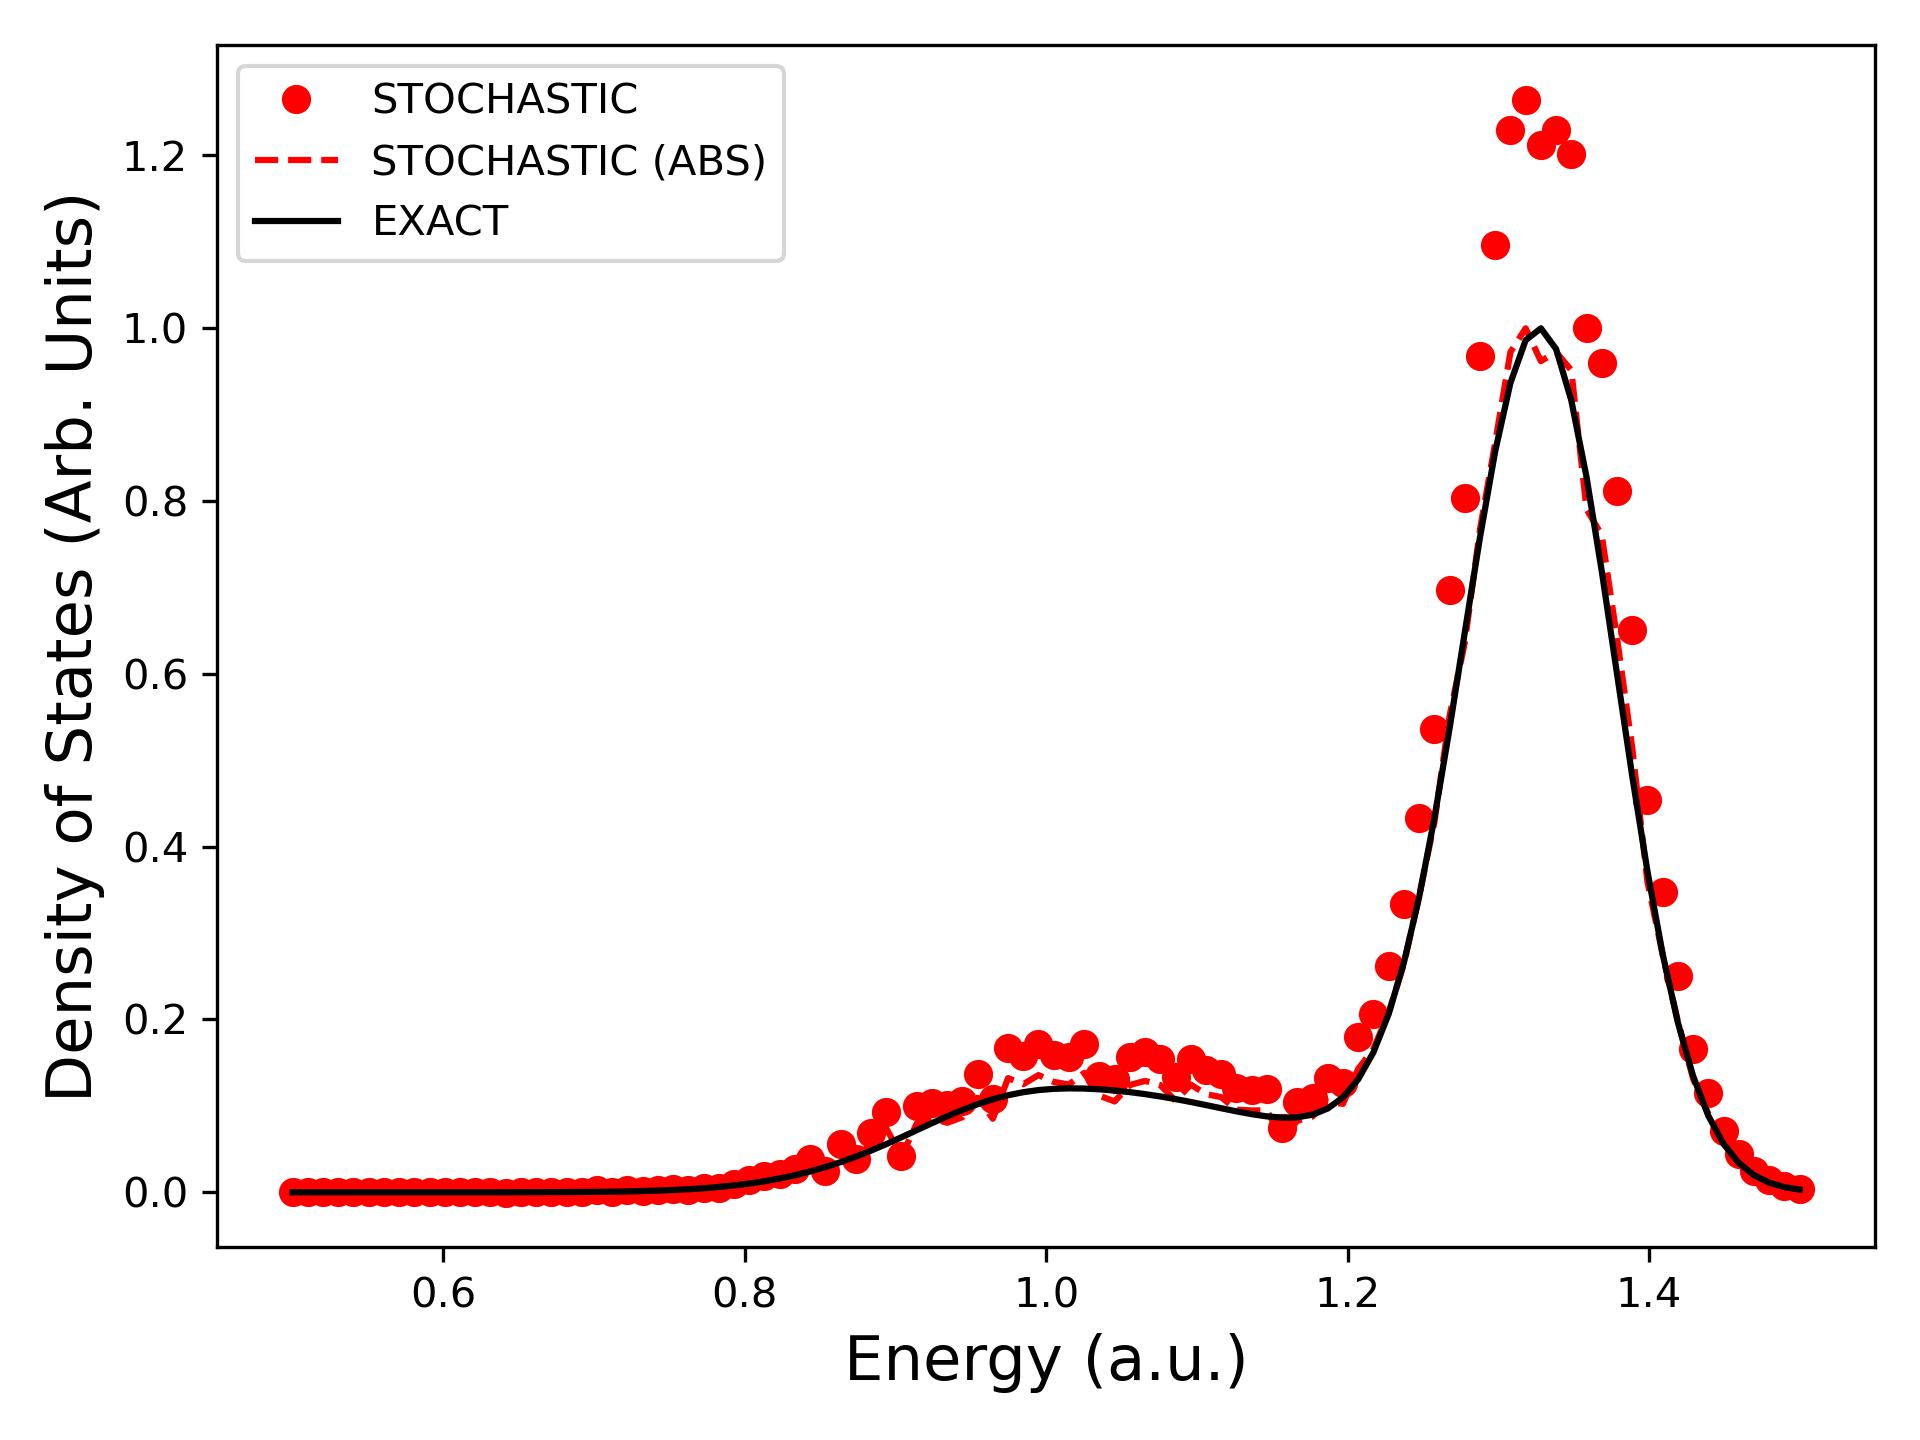 STOCHASTIC
STOCHASTIC (ABS)
EXACT
Density of States (Arb. Units)
1.2
1.0
0.8
0.6
0.4
0.2
0.0
0.6 0.8 1.0 1.2 1.4
Energy (a.u.)